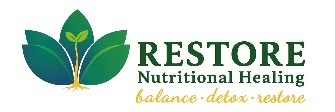 RESTORE
Nutritional Healing
balance · detox · restore